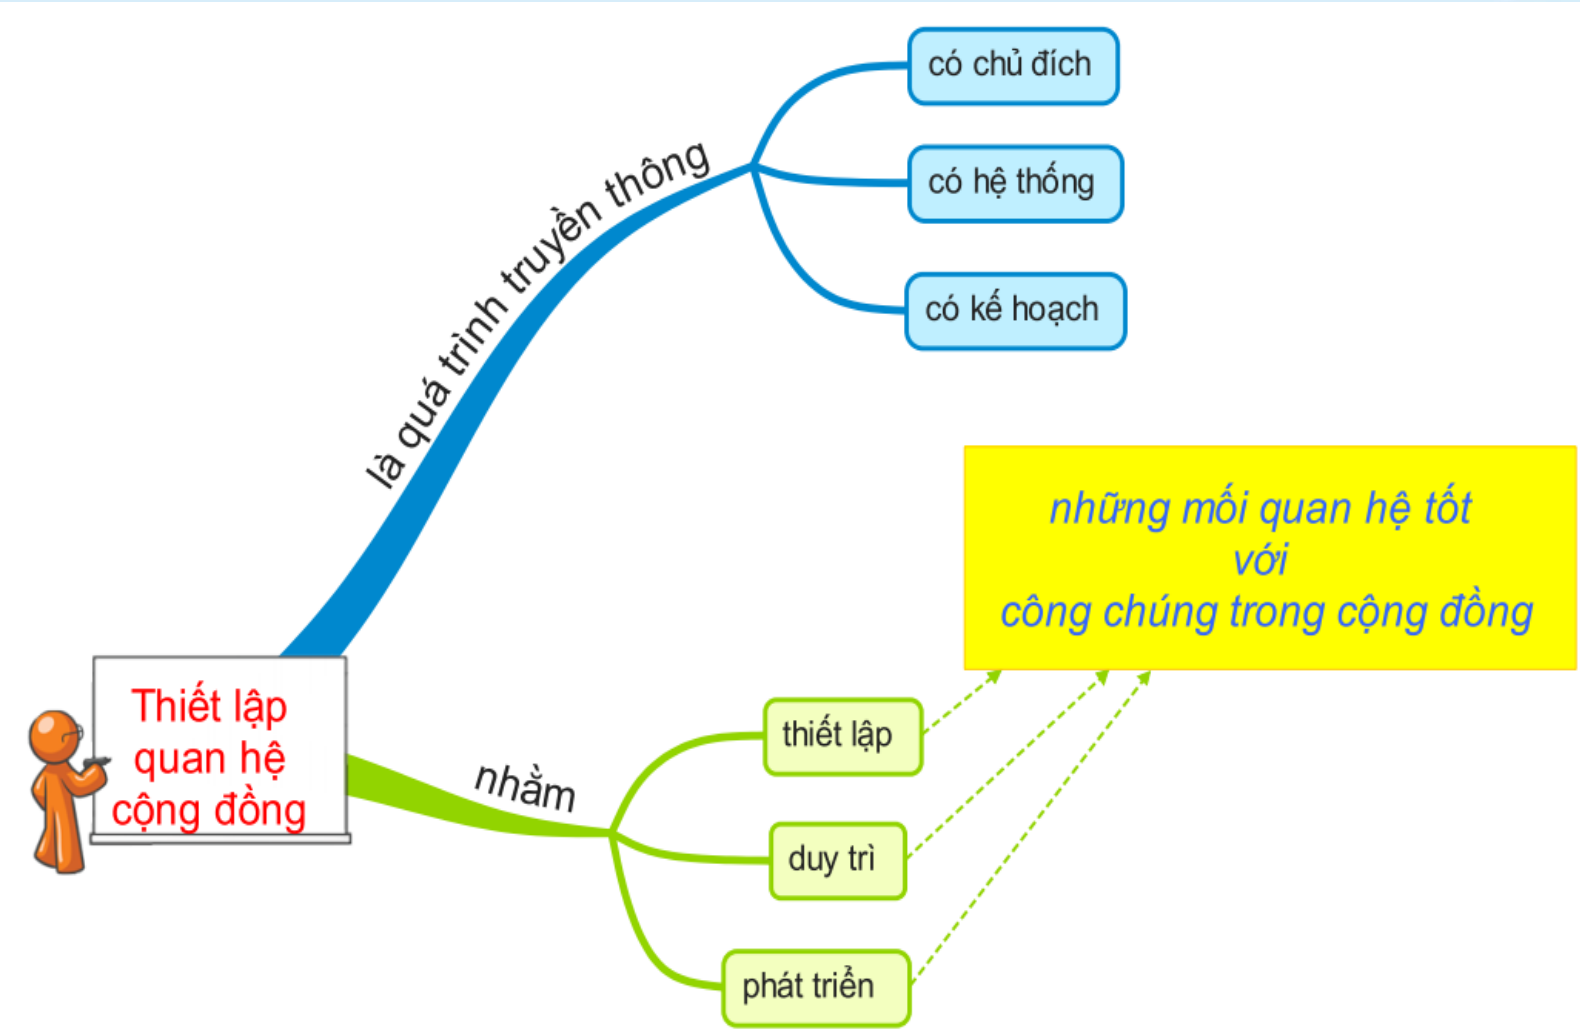 Thiết lập
quan hệ
cộng đồng
là quá trình truyền thông
có chủ đích
có hệ thống
có kế hoạch
nhằm
thiết lập
duy trì
phát triển
những mối quan hệ tốt
với
công chúng trong cộng đồng